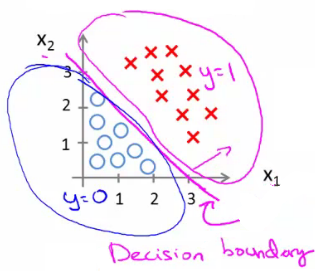 x₂
3
y=1
2
1
x₁
y=0 1 2 3
Decision boundary